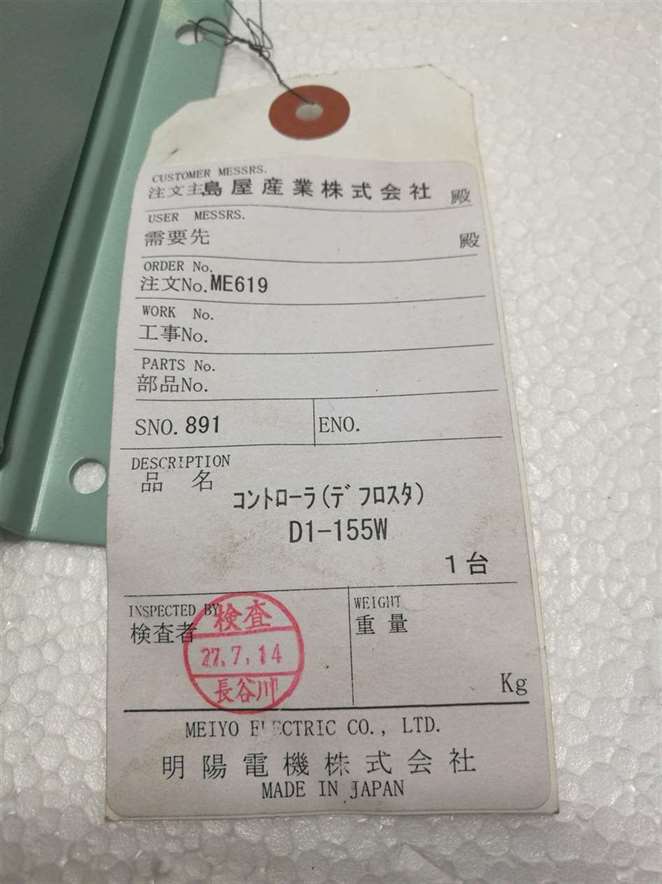 CUSTOMER MESSRS.
注文主島屋産業株式会社 殿
USER MESSRS.
需要先 殿
ORDER No.
注文No.ME619
WORK No.
工事No.
PARTS No.
部品No.
SNO.891 ENO.
DESCRIPTION
品名
ｺﾝﾄﾛｰﾗ(ﾃﾞﾌﾛｽﾀ)
D1-155W
1台
INSPECTED BY
検査者
検査
27.7.14
長谷川
WEIGHT
重量
Kg
MEIYO ELECTRIC CO., LTD.
明陽電機株式会社
MADE IN JAPAN